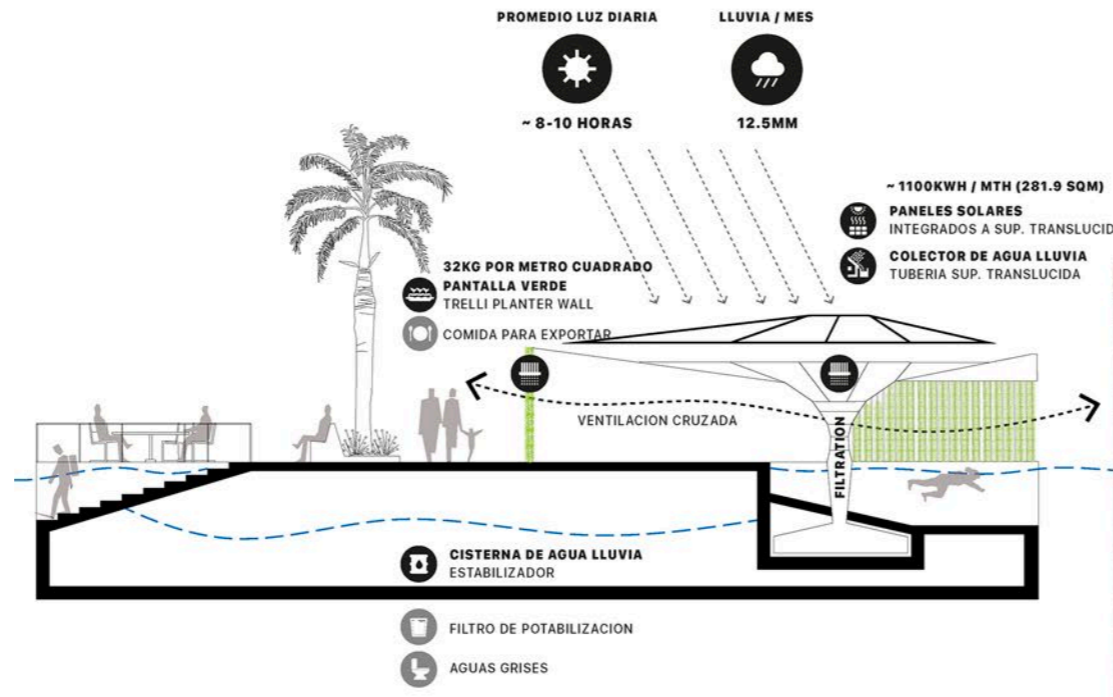 PROMEDIO LUZ DIARIA
LLUVIA / MES
~ 8-10 HORAS
12.5MM
~ 1100KWH / MTH (281.9 SQM)
PANELES SOLARES
INTEGRADOS A SUP. TRANSLUCID
COLECTOR DE AGUA LLUVIA
TUBERIA SUP. TRANSLUCIDA
32KG POR METRO CUADRADO
PANTALLA VERDE
TRELLI PLANTER WALL
COMIDA PARA EXPORTAR
VENTILACION CRUZADA
FILTRATION
CISTERNA DE AGUA LLUVIA
ESTABILIZADOR
FILTRO DE POTABILIZACION
AGUAS GRISES